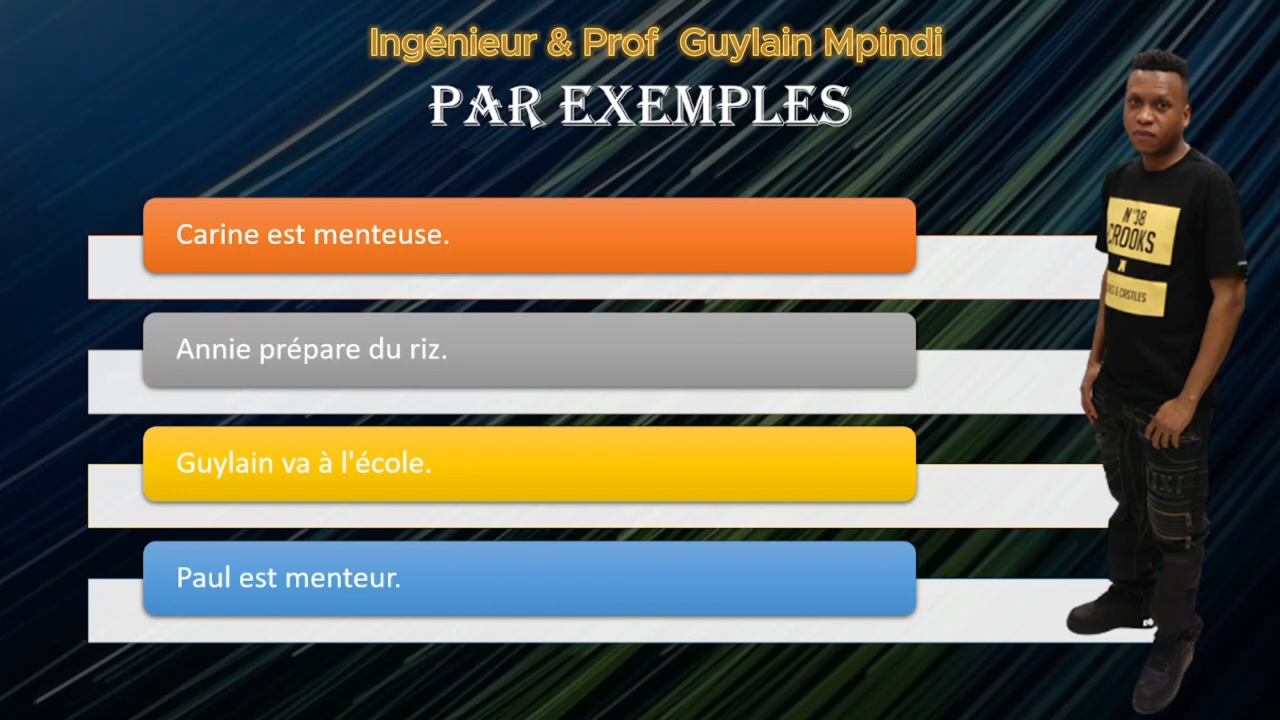 Ingénieur & Prof Guylain Mpindi
PAR EXEMPLES
Carine est menteuse.
Annie prépare du riz.
Guylain va à l'école.
Paul est menteur.
N°38
CROOKS
X
& CASTLES